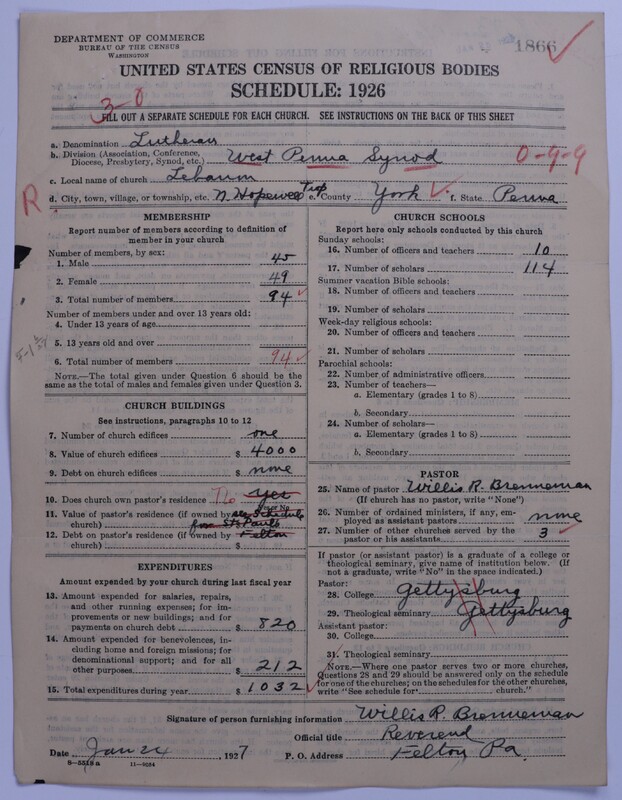 DEPARTMENT OF COMMERCE
BUREAU OF THE CENSUS
WASHINGTON
1866
UNITED STATES CENSUS OF RELIGIOUS BODIES
SCHEDULE: 1926
3-0
FILL OUT A SEPARATE SCHEDULE FOR EACH CHURCH. SEE INSTRUCTIONS ON THE BACK OF THIS SHEET
a. Denomination Lutheran
b. Division (Association, Conference, Diocese, Presbytery, Synod, etc.) West Penna Synod
0-9-9
c. Local name of church Lebanm
R
d. City, town, village, or township, etc. N. Hopewell Twp e. County York f. State Penna
MEMBERSHIP
Report number of members according to definition of
member in your church
Number of members, by sex:
1. Male 45
2. Female 49
3. Total number of members 94
Number of members under and over 13 years old:
4. Under 13 years of age
5. 13 years old and over
6. Total number of members 94
NOTE.—The total given under Question 6 should be the
same as the total of males and females given under Question 3.
CHURCH BUILDINGS
See instructions, paragraphs 10 to 12
7. Number of church edifices one
8. Value of church edifices $ 4000
9. Debt on church edifices $ none
10. Does church own pastor's residence No yes
Yes or No
11. Value of pastor's residence (if owned by church) $ see Schedule for St. Pauls
12. Debt on pastor's residence (if owned by church) $ Felton
EXPENDITURES
Amount expended by your church during last fiscal year
13. Amount expended for salaries, repairs,
and other running expenses; for im-
provements or new buildings; and for
payments on church debt $ 820
14. Amount expended for benevolences, in-
cluding home and foreign missions; for
denominational support; and for all
other purposes $ 212
15. Total expenditures during year $ 1032
CHURCH SCHOOLS
Report here only schools conducted by this church
Sunday schools:
16. Number of officers and teachers 10
17. Number of scholars 114
Summer vacation Bible schools:
18. Number of officers and teachers
19. Number of scholars
Week-day religious schools:
20. Number of officers and teachers
21. Number of scholars
Parochial schools:
22. Number of administrative officers
23. Number of teachers—
a. Elementary (grades 1 to 8)
b. Secondary
24. Number of scholars—
a. Elementary (grades 1 to 8)
b. Secondary
PASTOR
25. Name of pastor Willis R. Brenneman
(If church has no pastor, write "None")
26. Number of ordained ministers, if any, em-
ployed as assistant pastors none
27. Number of other churches served by the
pastor or his assistants 3
If pastor (or assistant pastor) is a graduate of a college or
theological seminary, give name of institution below. (If
not a graduate, write "No" in the space indicated.)
Pastor:
28. College Gettysburg
29. Theological seminary Gettysburg
Assistant pastor:
30. College
31. Theological seminary
NOTE.—Where one pastor serves two or more churches,
Questions 28 and 29 should be answered only on the schedule
for one of the churches; on the schedules for the other churches,
write "See schedule for church."
Signature of person furnishing information Willis R. Brenneman
Official title Reverend
Date Jan 24, 1927 P. O. Address Felton Pa.
8-5518 a 11-9604